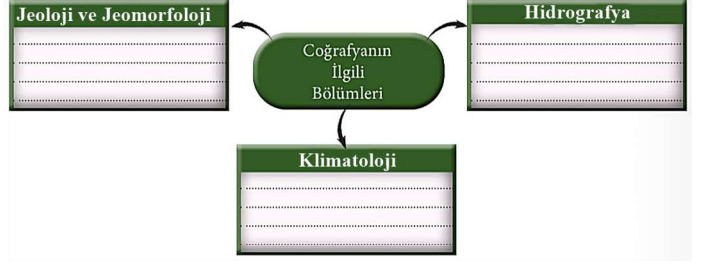 Jeoloji ve Jeomorfoloji
Hidrografya
Coğrafyanın
İlgili
Bölümleri
Klimatoloji